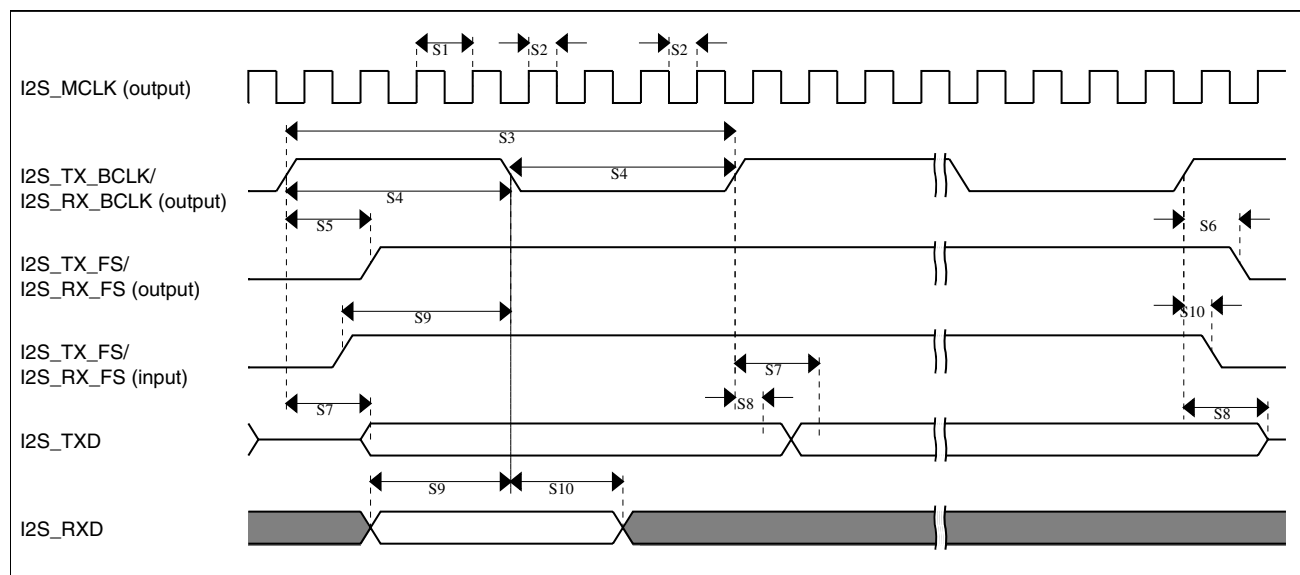 S1
S2
S2
I2S_MCLK (output)
S3
I2S_TX_BCLK/
I2S_RX_BCLK (output)
S4
S4
S5
S6
I2S_TX_FS/
I2S_RX_FS (output)
S9
S10
I2S_TX_FS/
I2S_RX_FS (input)
S7
S7
S8
S8
I2S_TXD
S9
S10
I2S_RXD